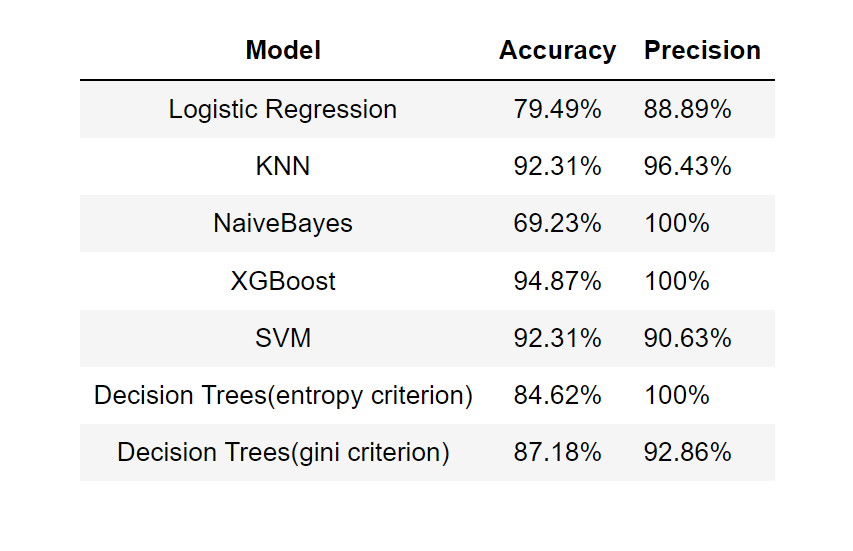 Model Accuracy Precision
Logistic Regression 79.49% 88.89%
KNN 92.31% 96.43%
NaiveBayes 69.23% 100%
XGBoost 94.87% 100%
SVM 92.31% 90.63%
Decision Trees(entropy criterion) 84.62% 100%
Decision Trees(gini criterion) 87.18% 92.86%